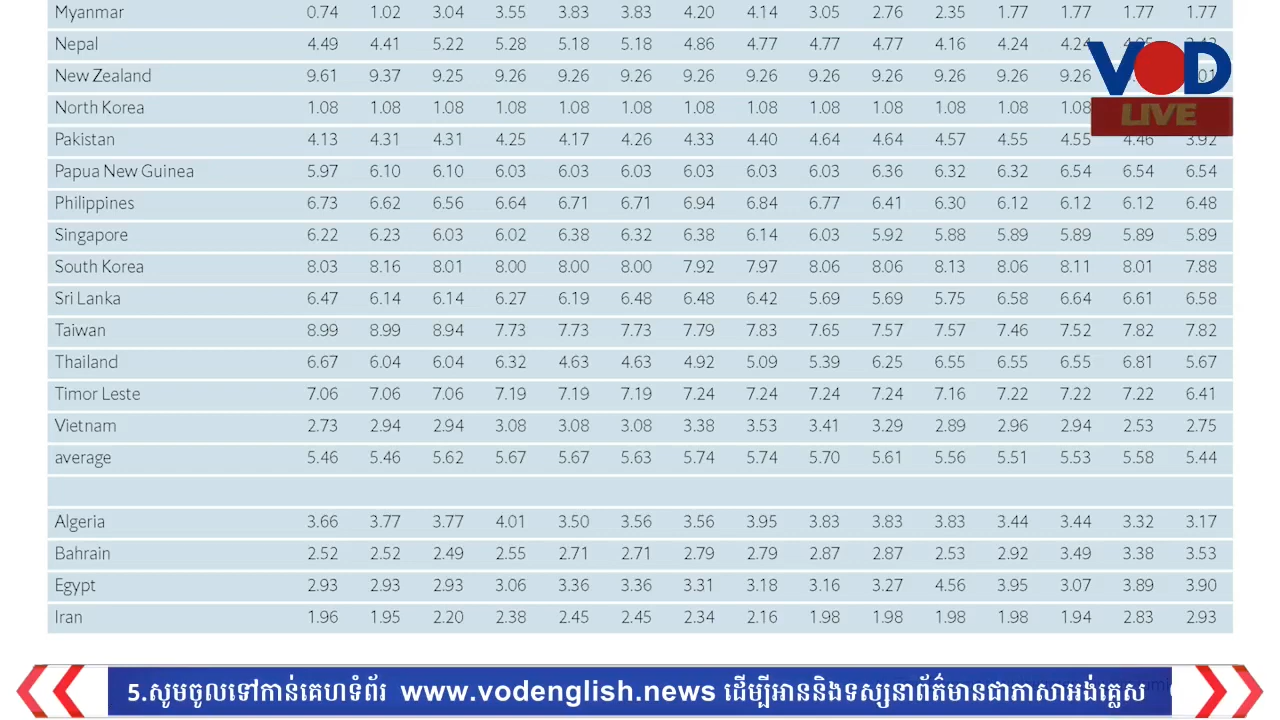 Myanmar 0.74 1.02 3.04 3.55 3.83 3.83 4.20 4.14 3.05 2.76 2.35 1.77 1.77 1.77 1.77
Nepal 4.49 4.41 5.22 5.28 5.18 5.18 4.86 4.77 4.77 4.77 4.16 4.24 4.24
New Zealand 9.61 9.37 9.25 9.26 9.26 9.26 9.26 9.26 9.26 9.26 9.26 9.26 9.26
VOD
North Korea 1.08 1.08 1.08 1.08 1.08 1.08 1.08 1.08 1.08 1.08 1.08 1.08 1.08
LIVE
Pakistan 4.13 4.31 4.31 4.25 4.17 4.26 4.33 4.40 4.64 4.64 4.57 4.55 4.55 4.46 3.92
Papua New Guinea 5.97 6.10 6.10 6.03 6.03 6.03 6.03 6.03 6.03 6.36 6.32 6.32 6.54 6.54 6.54
Philippines 6.73 6.62 6.56 6.64 6.71 6.71 6.94 6.84 6.77 6.41 6.30 6.12 6.12 6.12 6.48
Singapore 6.22 6.23 6.03 6.02 6.38 6.32 6.38 6.14 6.03 5.92 5.88 5.89 5.89 5.89 5.89
South Korea 8.03 8.16 8.01 8.00 8.00 8.00 7.92 7.97 8.06 8.06 8.13 8.06 8.11 8.01 7.88
Sri Lanka 6.47 6.14 6.14 6.27 6.19 6.48 6.48 6.42 5.69 5.69 5.75 6.58 6.64 6.61 6.58
Taiwan 8.99 8.99 8.94 7.73 7.73 7.73 7.79 7.83 7.65 7.57 7.57 7.46 7.52 7.82 7.82
Thailand 6.67 6.04 6.04 6.32 4.63 4.63 4.92 5.09 5.39 6.25 6.55 6.55 6.55 6.81 5.67
Timor Leste 7.06 7.06 7.06 7.19 7.19 7.19 7.24 7.24 7.24 7.24 7.16 7.22 7.22 7.22 6.41
Vietnam 2.73 2.94 2.94 3.08 3.08 3.08 3.38 3.53 3.41 3.29 2.89 2.96 2.94 2.53 2.75
average 5.46 5.46 5.62 5.67 5.67 5.63 5.74 5.74 5.70 5.61 5.56 5.51 5.53 5.58 5.44
Algeria 3.66 3.77 3.77 4.01 3.50 3.56 3.56 3.95 3.83 3.83 3.83 3.44 3.44 3.32 3.17
Bahrain 2.52 2.52 2.49 2.55 2.71 2.71 2.79 2.79 2.87 2.87 2.53 2.92 3.49 3.38 3.53
Egypt 2.93 2.93 2.93 3.06 3.36 3.36 3.31 3.18 3.16 3.27 4.56 3.95 3.07 3.89 3.90
Iran 1.96 1.95 2.20 2.38 2.45 2.45 2.34 2.16 1.98 1.98 1.98 1.98 1.94 2.83 2.93
5.សូមចូលទៅកាន់គេហទំព័រ www.vodenglish.news ដើម្បីអាននិងទស្សនាព័ត៌មានជាភាសាអង់គ្លេស